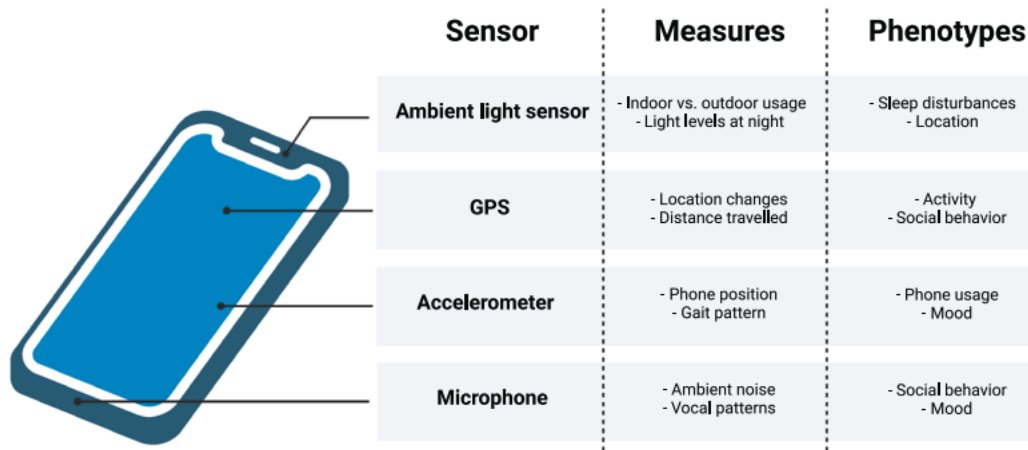 Sensor Measures Phenotypes
Ambient light sensor
- Indoor vs. outdoor usage
- Light levels at night
- Sleep disturbances
- Location
GPS
- Location changes
- Distance travelled
- Activity
- Social behavior
Accelerometer
- Phone position
- Gait pattern
- Phone usage
- Mood
Microphone
- Ambient noise
- Vocal patterns
- Social behavior
- Mood